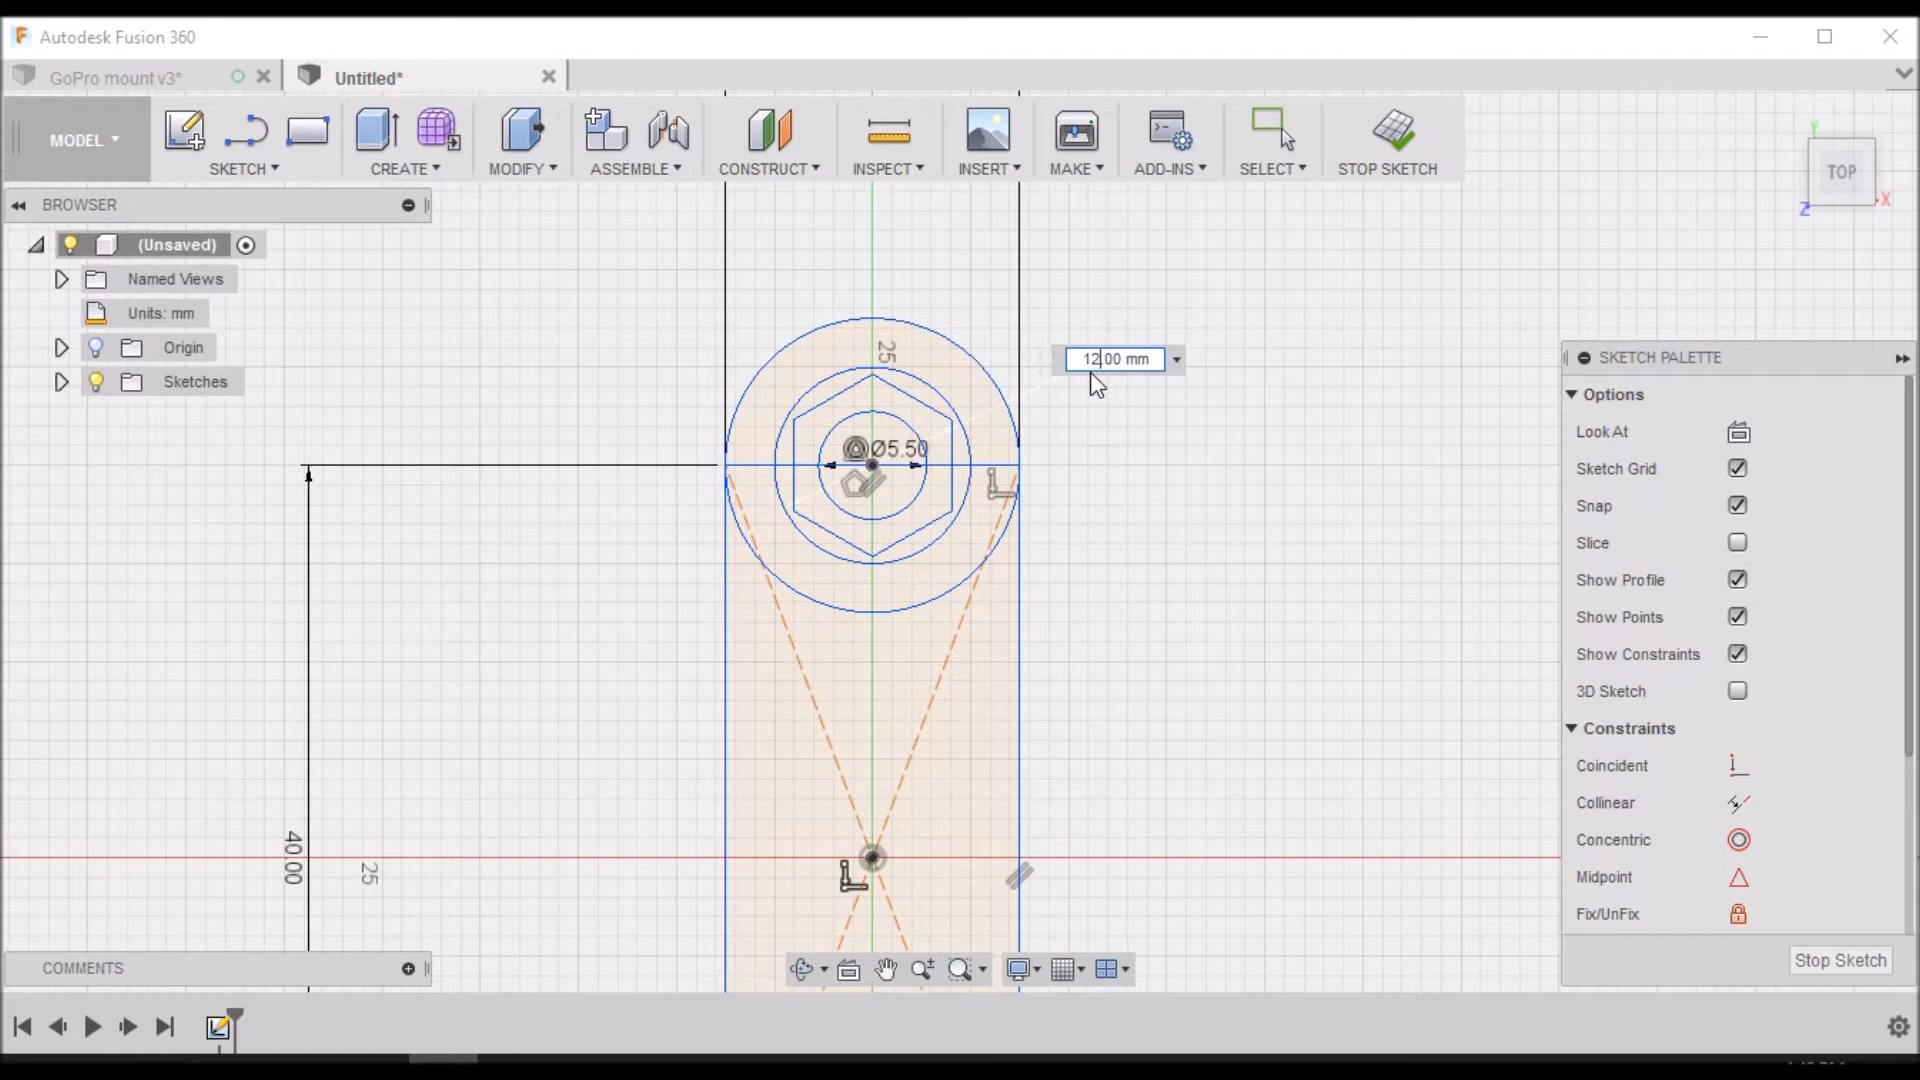 Autodesk Fusion 360
GoPro mount v3*
Untitled*
MODEL
SKETCH
CREATE
MODIFY
ASSEMBLE
CONSTRUCT
INSPECT
INSERT
MAKE
ADD-INS
SELECT
STOP SKETCH
TOP
Y
X
Z
BROWSER
(Unsaved)
Named Views
Units: mm
Origin
Sketches
25
12.00 mm
Ø5.50
40.00
25
SKETCH PALETTE
Options
Look At
Sketch Grid
Snap
Slice
Show Profile
Show Points
Show Constraints
3D Sketch
Constraints
Coincident
Collinear
Concentric
Midpoint
Fix/UnFix
Stop Sketch
COMMENTS